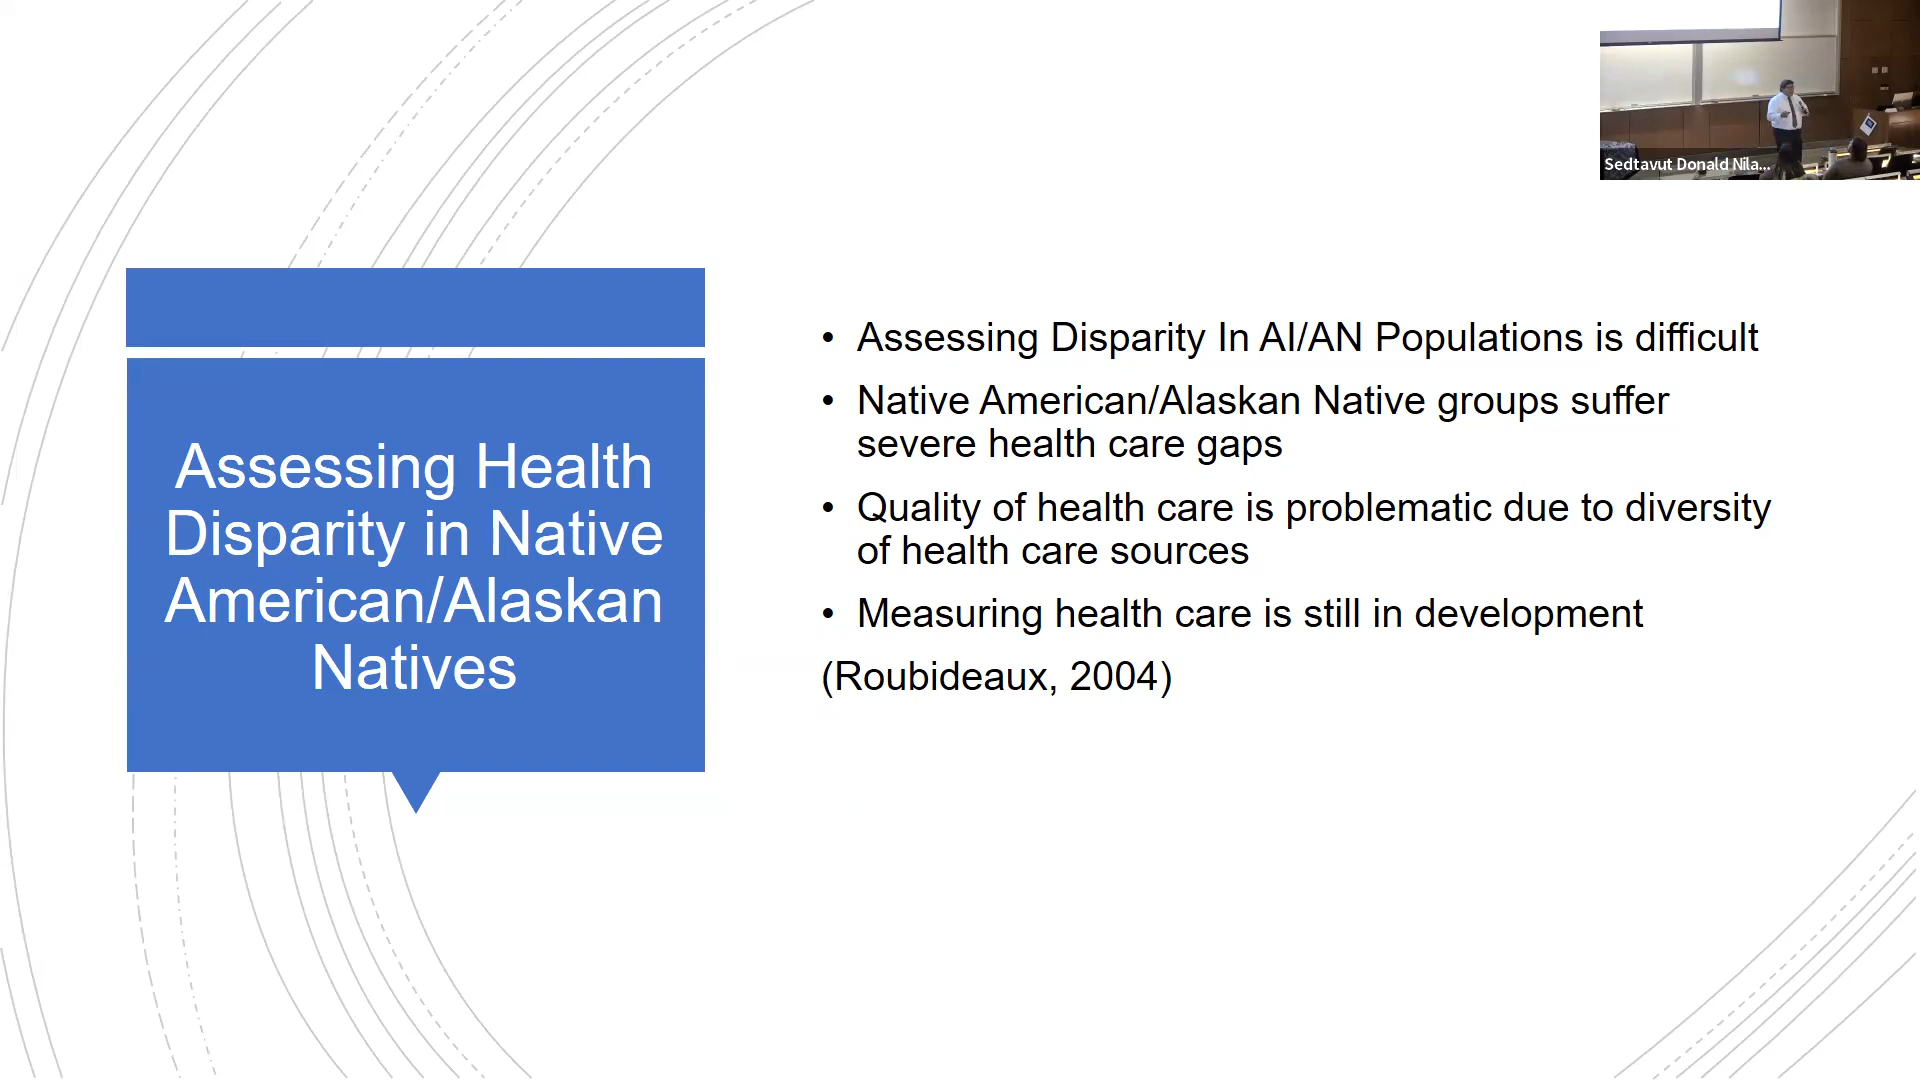 Sedtavut Donald Nila...
Assessing Health
Disparity in Native
American/Alaskan
Natives
• Assessing Disparity In AI/AN Populations is difficult
• Native American/Alaskan Native groups suffer
severe health care gaps
• Quality of health care is problematic due to diversity
of health care sources
• Measuring health care is still in development
(Roubideaux, 2004)